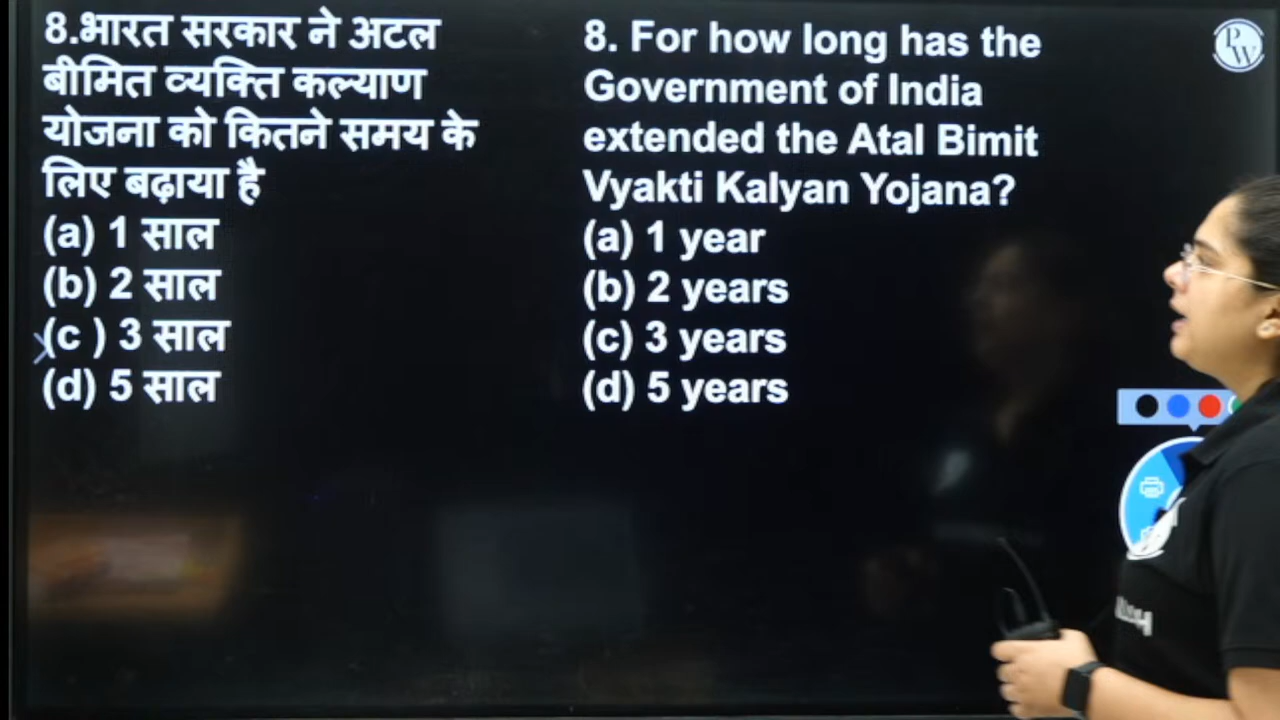 8.भारत सरकार ने अटल
बीमित व्यक्ति कल्याण
योजना को कितने समय के
लिए बढ़ाया है
(a) 1 साल
(b) 2 साल
(c ) 3 साल
(d) 5 साल
8. For how long has the
Government of India
extended the Atal Bimit
Vyakti Kalyan Yojana?
(a) 1 year
(b) 2 years
(c) 3 years
(d) 5 years
PW